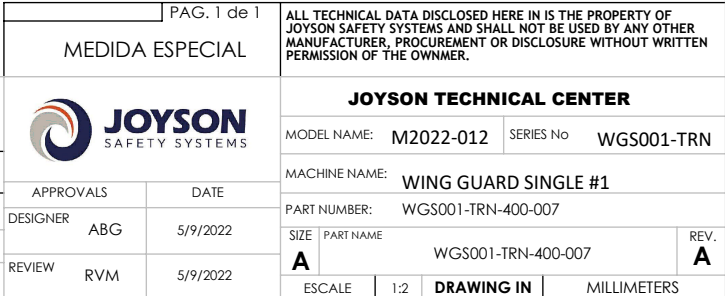 PAG. 1 de 1
MEDIDA ESPECIAL
ALL TECHNICAL DATA DISCLOSED HERE IN IS THE PROPERTY OF
JOYSON SAFETY SYSTEMS AND SHALL NOT BE USED BY ANY OTHER
MANUFACTURER, PROCUREMENT OR DISCLOSURE WITHOUT WRITTEN
PERMISSION OF THE OWNMER.
JOYSON
SAFETY SYSTEMS
JOYSON TECHNICAL CENTER
MODEL NAME: M2022-012 SERIES No WGS001-TRN
MACHINE NAME: WING GUARD SINGLE #1
APPROVALS DATE
PART NUMBER: WGS001-TRN-400-007
DESIGNER ABG 5/9/2022
SIZE A PART NAME WGS001-TRN-400-007 REV. A
REVIEW RVM 5/9/2022
ESCALE 1:2 DRAWING IN MILLIMETERS